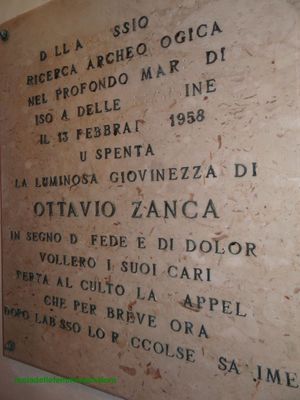 D LLA SSIO
RICERCA ARCHEO OGICA
NEL PROFONDO MAR DI
ISO A DELLE INE
IL 13 FEBBRAI 1958
U SPENTA
LA LUMINOSA GIOVINEZZA DI
OTTAVIO ZANCA
IN SEGNO D FEDE E DI DOLOR
VOLLERO I SUOI CARI
PERTA AL CULTO LA APPEL
CHE PER BREVE ORA
DOPO LAB SSO LO R CCOLSE SA IME